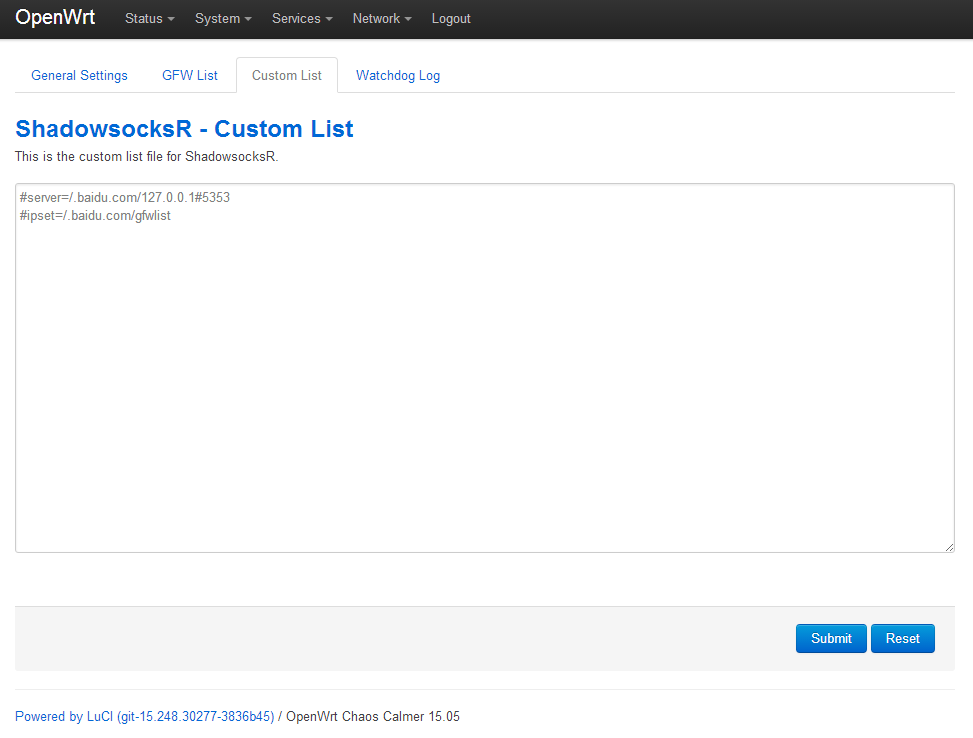 OpenWrt Status System Services Network Logout
General Settings GFW List Custom List Watchdog Log
ShadowsocksR - Custom List
This is the custom list file for ShadowsocksR.
#server=/.baidu.com/127.0.0.1#5353
#ipset=/.baidu.com/gfwlist
Submit Reset
Powered by LuCI (git-15.248.30277-3836b45) / OpenWrt Chaos Calmer 15.05